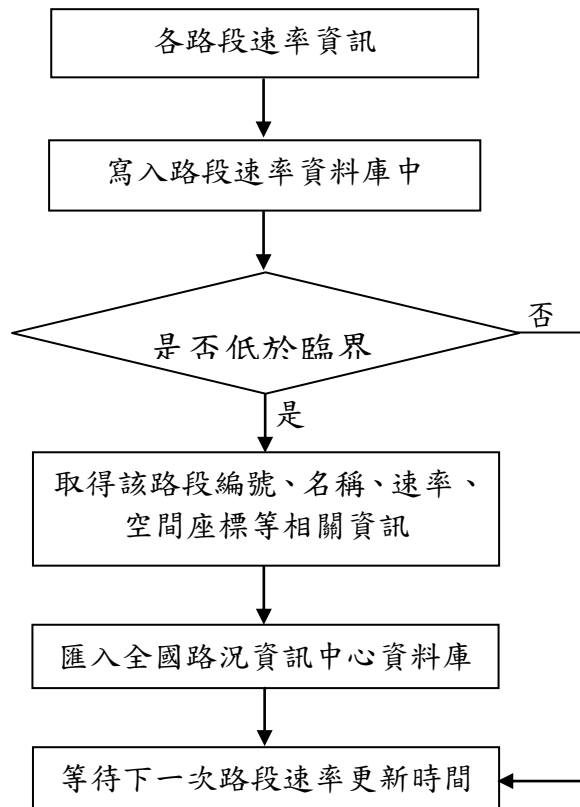 各路段速率資訊
寫入路段速率資料庫中
是否低於臨界
否
是
取得該路段編號、名稱、速率、
空間座標等相關資訊
匯入全國路況資訊中心資料庫
等待下一次路段速率更新時間